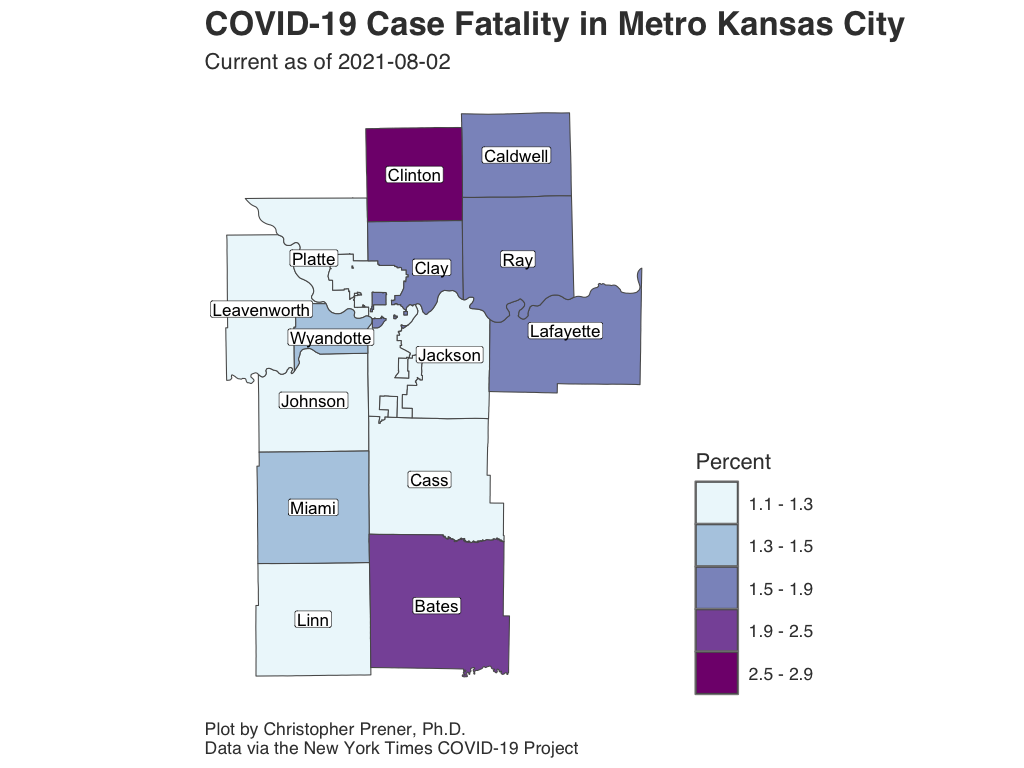 COVID-19 Case Fatality in Metro Kansas City
Current as of 2021-08-02
Caldwell
Clinton
Platte
Clay
Ray
Leavenworth
Wyandotte
Lafayette
Jackson
Johnson
Cass
Miami
Bates
Linn
Percent
1.1 - 1.3
1.3 - 1.5
1.5 - 1.9
1.9 - 2.5
2.5 - 2.9
Plot by Christopher Prener, Ph.D.
Data via the New York Times COVID-19 Project